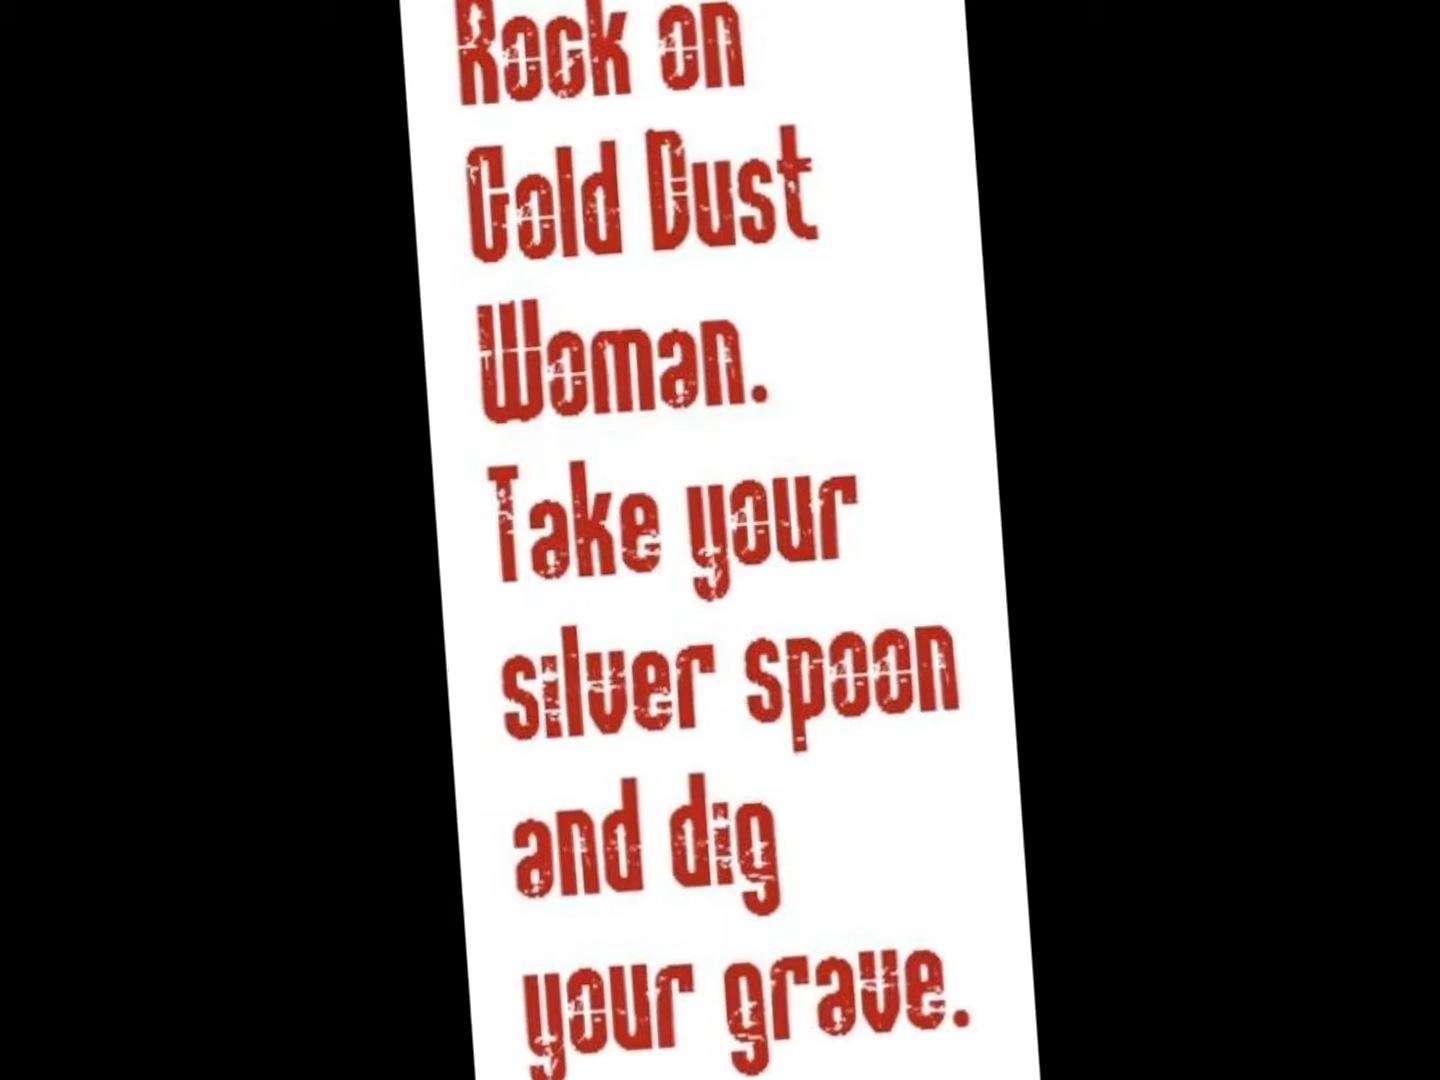 Rock on
Gold Dust
Woman.
Take your
silver spoon
and dig
your grave.